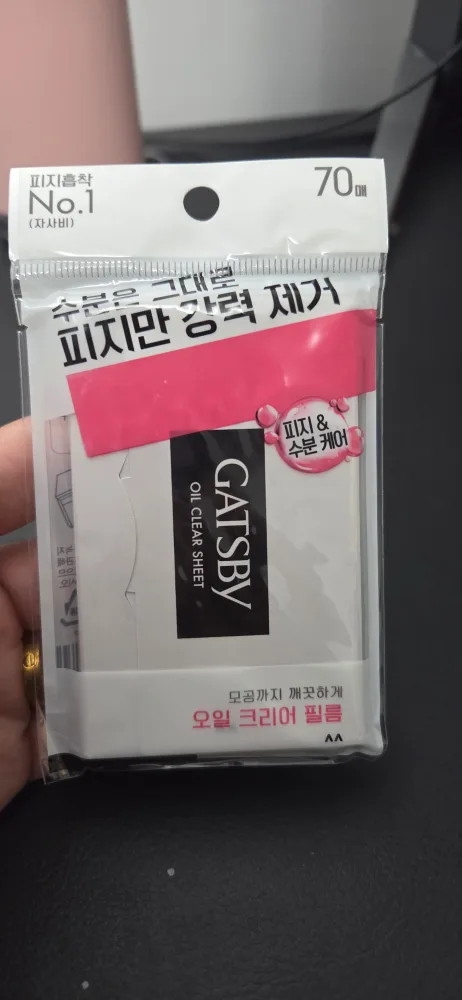 피지흡착
No.1
(자사비)
70매
수분은 그대로
피지만 강력 제거
피지 &
수분 케어
GATSBY
OIL CLEAR SHEET
모공까지 깨끗하게
오일 크리어 필름